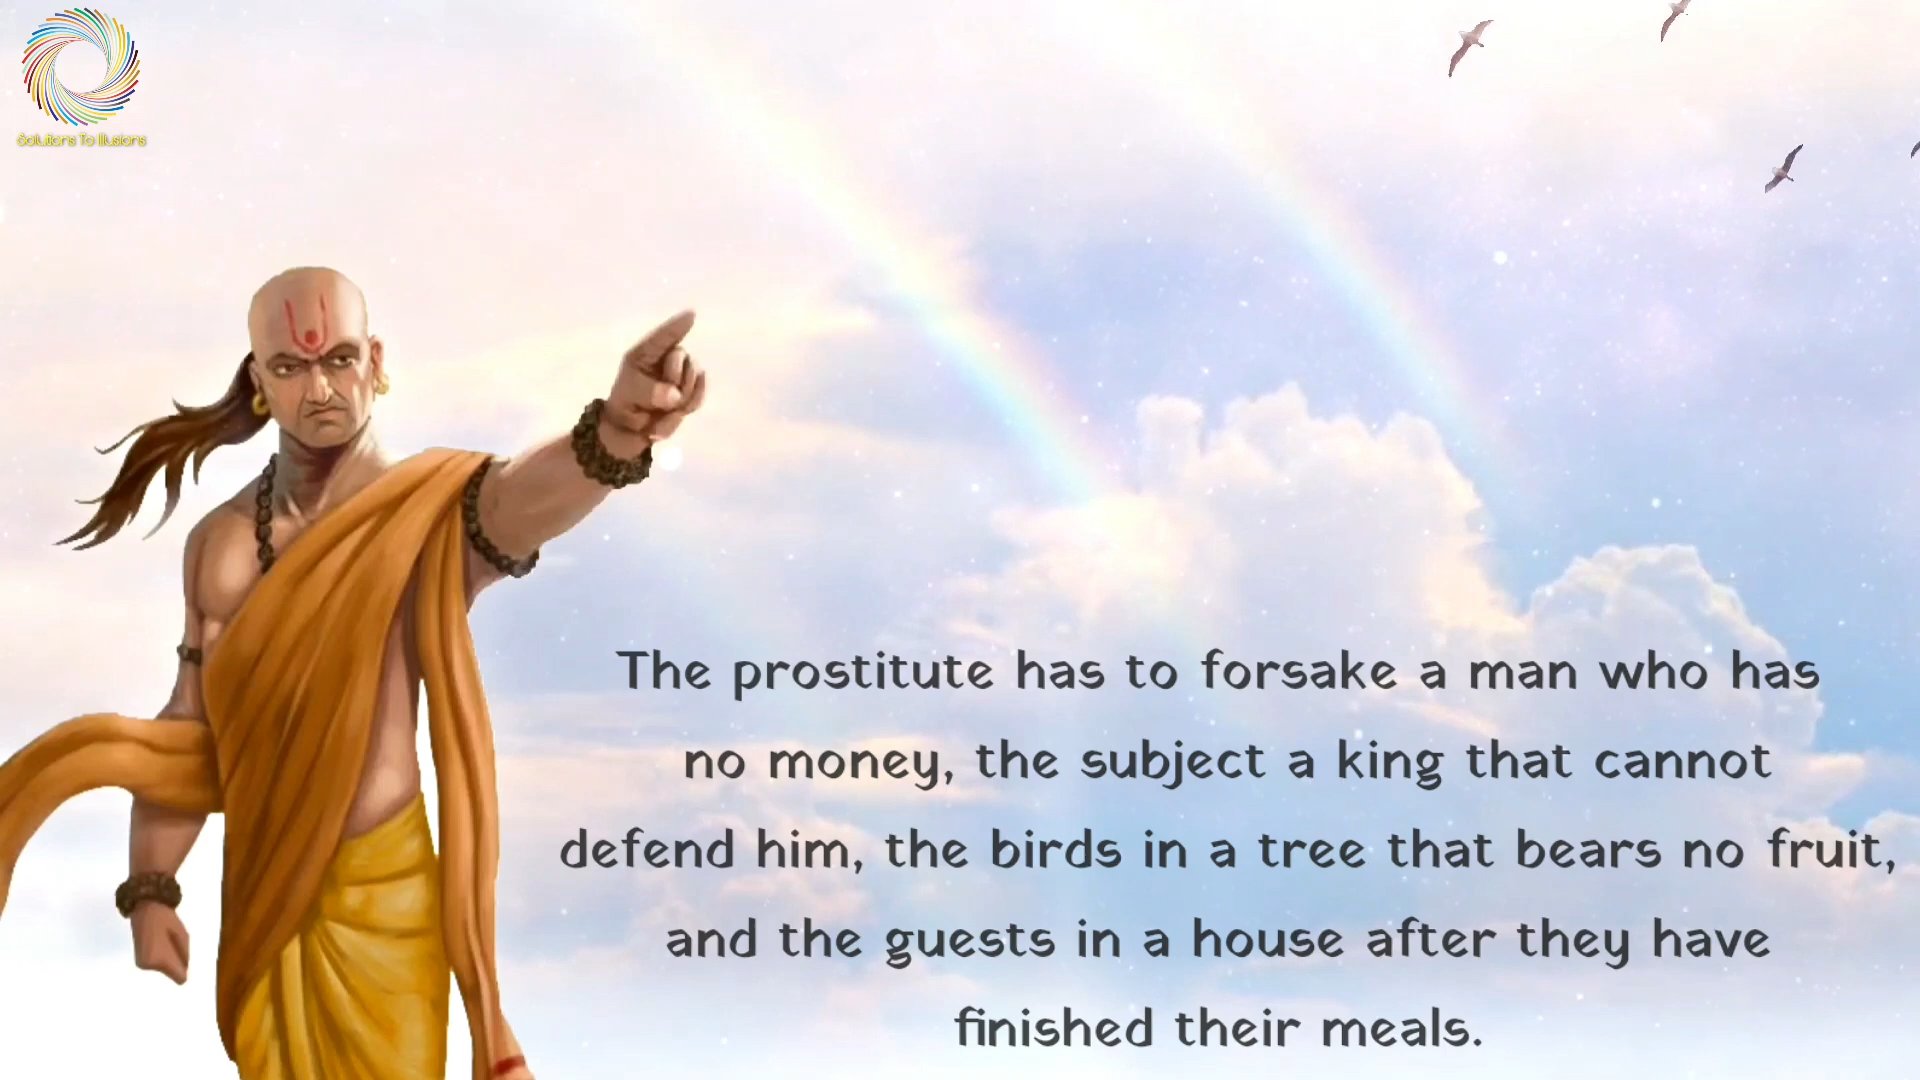 Solutions To Illusions
The prostitute has to forsake a man who has
no money, the subject a king that cannot
defend him, the birds in a tree that bears no fruit,
and the guests in a house after they have
finished their meals.